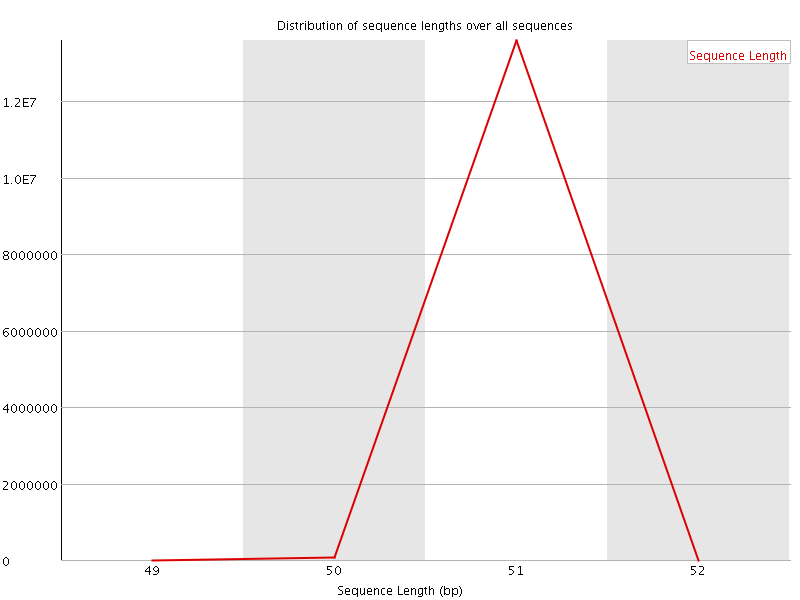 Distribution of sequence lengths over all sequences
Sequence Length
1.2E7
1.0E7
8000000
6000000
4000000
2000000
0
49 50 51 52
Sequence Length (bp)